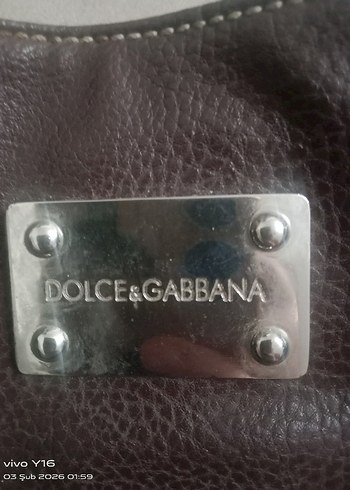 DOLCE&GABBANA
vivo Y16
03 Şub 2026 01:59